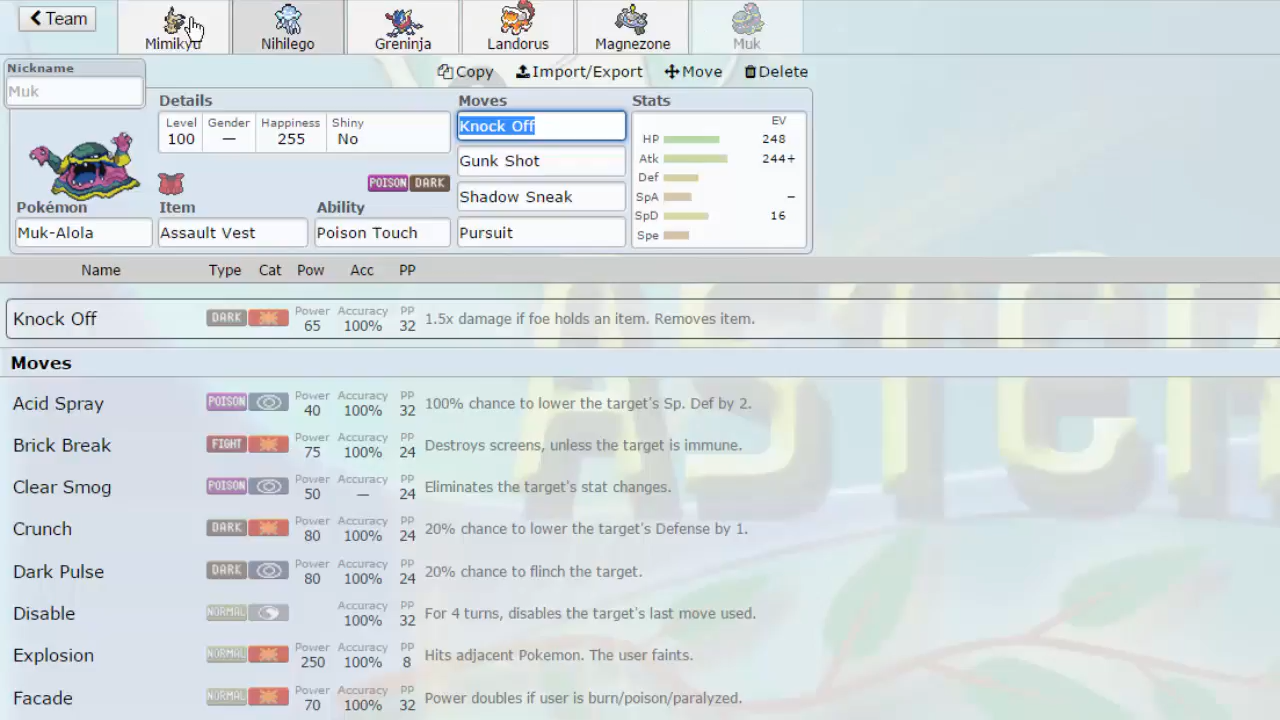 Team
Mimikyu
Nihilego
Greninja
Landorus
Magnezone
Muk
Nickname
Muk
Copy
Import/Export
Move
Delete
Details
Level
100
Gender
—
Happiness
255
Shiny
No
POISON DARK
Pokémon
Muk-Alola
Item
Assault Vest
Ability
Poison Touch
Moves
Knock Off
Gunk Shot
Shadow Sneak
Pursuit
Stats
EV
HP 248
Atk 244+
Def
SpA –
SpD 16
Spe
Name Type Cat Pow Acc PP
Knock Off DARK Power 65 Accuracy 100% PP 32 1.5x damage if foe holds an item. Removes item.
Moves
Acid Spray POISON Power 40 Accuracy 100% PP 32 100% chance to lower the target's Sp. Def by 2.
Brick Break FIGHT Power 75 Accuracy 100% PP 24 Destroys screens, unless the target is immune.
Clear Smog POISON Power 50 Accuracy — PP 24 Eliminates the target's stat changes.
Crunch DARK Power 80 Accuracy 100% PP 24 20% chance to lower the target's Defense by 1.
Dark Pulse DARK Power 80 Accuracy 100% PP 24 20% chance to flinch the target.
Disable NORMAL Accuracy 100% PP 32 For 4 turns, disables the target's last move used.
Explosion NORMAL Power 250 Accuracy 100% PP 8 Hits adjacent Pokemon. The user faints.
Facade NORMAL Power 70 Accuracy 100% PP 32 Power doubles if user is burn/poison/paralyzed.